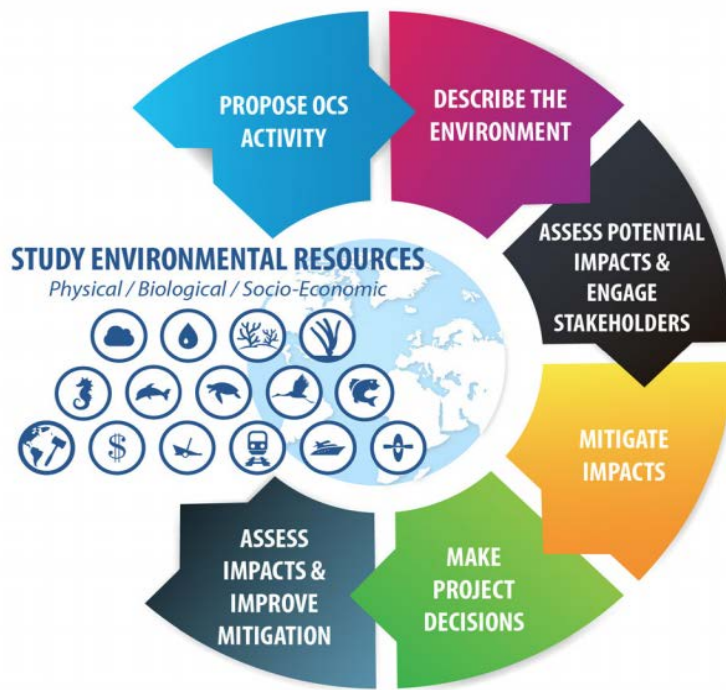 PROPOSE OCS
ACTIVITY
DESCRIBE THE
ENVIRONMENT
ASSESS POTENTIAL
IMPACTS &
ENGAGE
STAKEHOLDERS
MITIGATE
IMPACTS
MAKE
PROJECT
DECISIONS
ASSESS
IMPACTS &
IMPROVE
MITIGATION
STUDY ENVIRONMENTAL RESOURCES
Physical / Biological / Socio-Economic
$